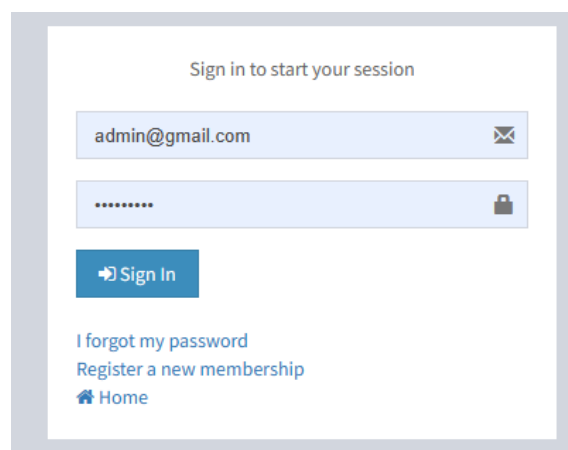 Sign in to start your session
admin@gmail.com
•••••••••
Sign In
I forgot my password
Register a new membership
Home